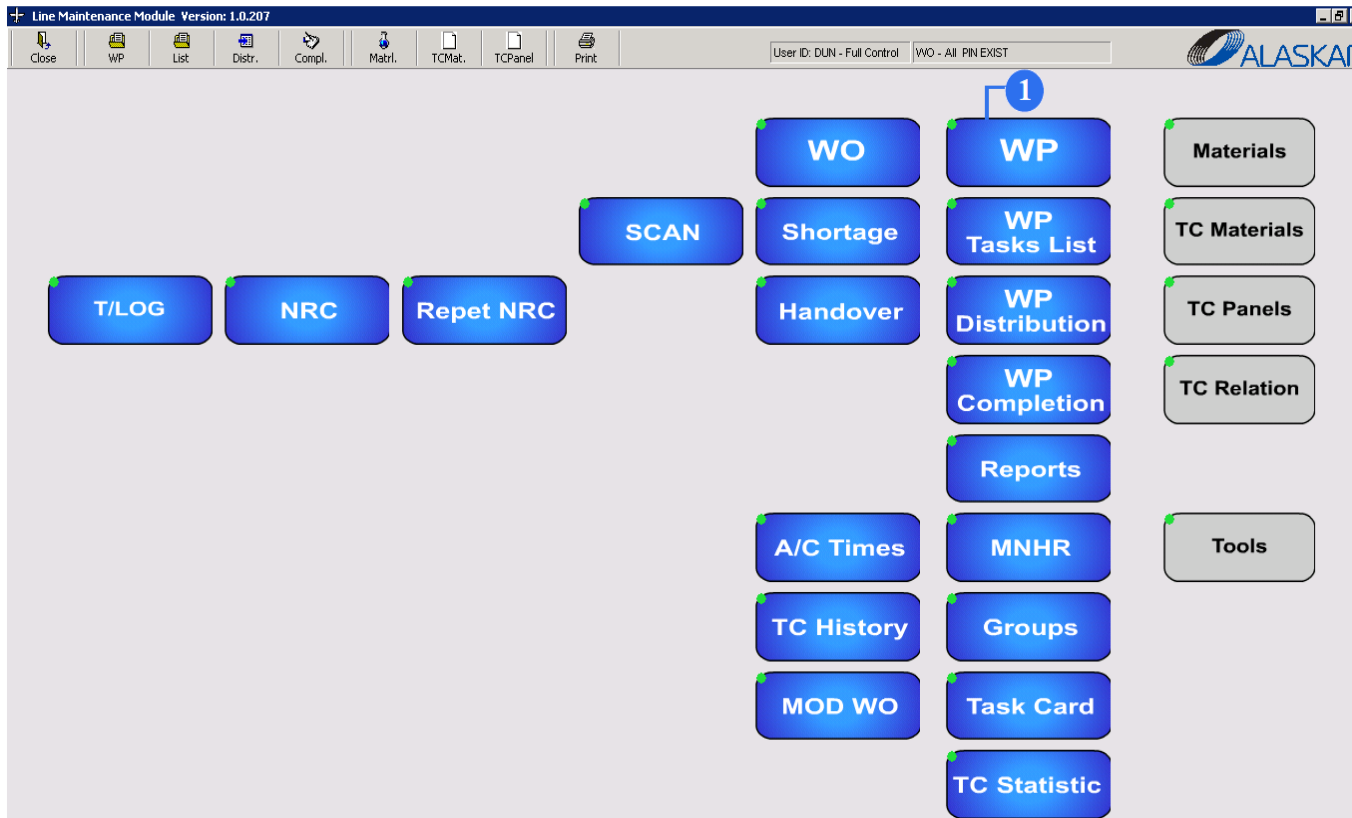 Line Maintenance Module Version: 1.0.207
Close WP List Distr. Compl. Matrl. TCMat. TCPanel Print
User ID: DUN - Full Control WO - All PIN EXIST
1
WO WP Materials
SCAN Shortage WP
Tasks List TC Materials
T/LOG NRC Repet NRC Handover WP
Distribution TC Panels
WP
Completion TC Relation
Reports
A/C Times MNHR Tools
TC History Groups
MOD WO Task Card
TC Statistic